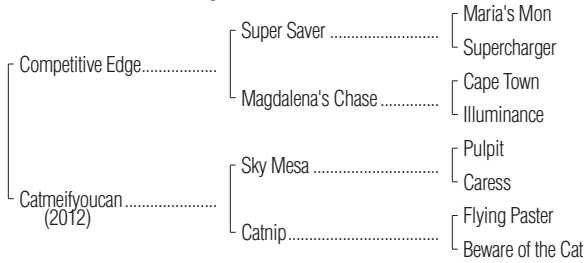 Maria's Mon
Super Saver ........................
Supercharger
Competitive Edge.................
Cape Town
Magdalena's Chase .............
Illuminance
Pulpit
Sky Mesa ............................
Caress
Catmeifyoucan .....................
(2012)
Flying Paster
Catnip..................................
Beware of the Cat